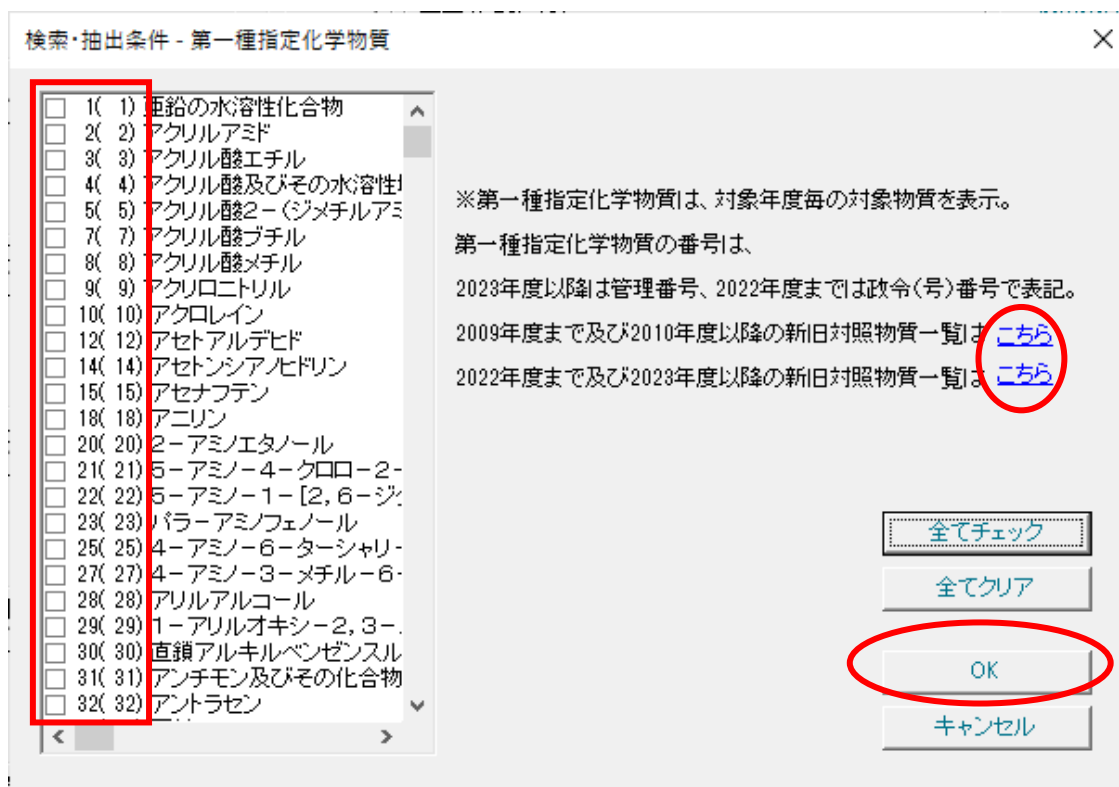 検索・抽出条件 - 第一種指定化学物質
1( 1) 亜鉛の水溶性化合物
2( 2) アクリルアミド
3( 3) アクリル酸エチル
4( 4) アクリル酸及びその水溶性
5( 5) アクリル酸2-(ジメチルアミ
7( 7) アクリル酸ブチル
8( 8) アクリル酸メチル
9( 9) アクリロニトリル
10( 10) アクロレイン
12( 12) アセトアルデヒド
14( 14) アセトンシアノヒドリン
15( 15) アセナフテン
18( 18) アニリン
20( 20) 2-アミノエタノール
21( 21) 5-アミノ-4-クロロ-2-
22( 22) 5-アミノ-1-[2,6-ジ
23( 23) パラ-アミノフェノール
25( 25) 4-アミノ-6-ターシャリ-
27( 27) 4-アミノ-3-メチル-6-
28( 28) アリルアルコール
29( 29) 1-アリルオキシ-2,3-
30( 30) 直鎖アルキルベンゼンスル
31( 31) アンチモン及びその化合物
32( 32) アントラセン
※第一種指定化学物質は、対象年度毎の対象物質を表示。
第一種指定化学物質の番号は、
2023年度以降は管理番号、2022年度までは政令(号)番号で表記。
2009年度まで及び2010年度以降の新旧対照物質一覧は こちら
2022年度まで及び2023年度以降の新旧対照物質一覧は こちら
全てチェック
全てクリア
OK
キャンセル